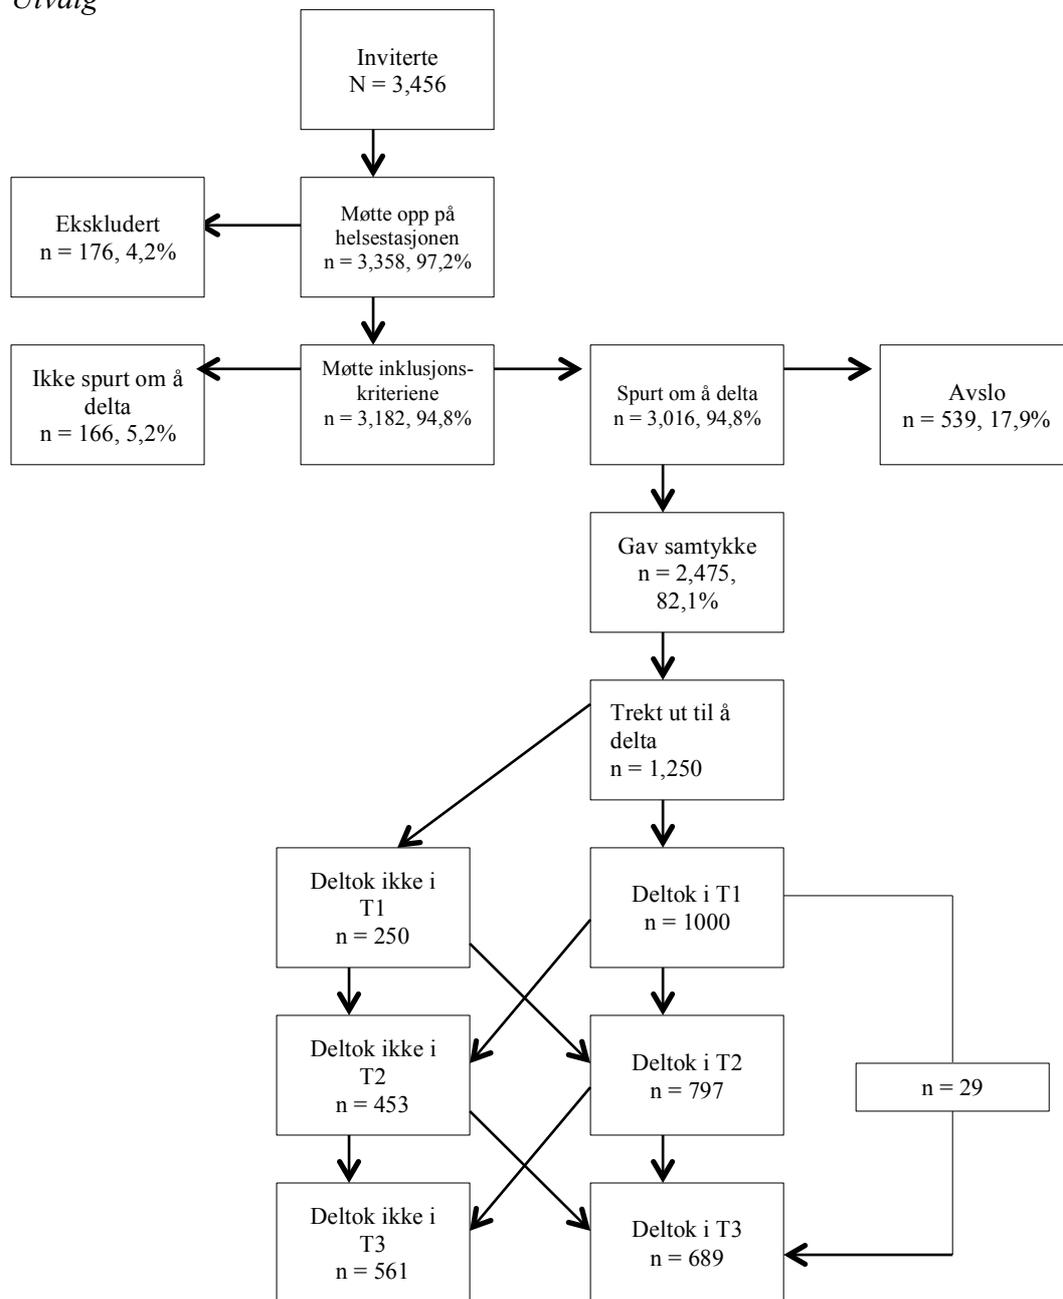 Utvalg
Inviterte
N = 3,456
Ekskludert
n = 176, 4,2%
Møtte opp på
helsestasjonen
n = 3,358, 97,2%
Ikke spurt om å
delta
n = 166, 5,2%
Møtte inklusjons-
kriteriene
n = 3,182, 94,8%
Spurt om å delta
n = 3,016, 94,8%
Avslo
n = 539, 17,9%
Gav samtykke
n = 2,475,
82,1%
Trekt ut til å
delta
n = 1,250
Deltok ikke i
T1
n = 250
Deltok i T1
n = 1000
Deltok ikke i
T2
n = 453
Deltok i T2
n = 797
n = 29
Deltok ikke i
T3
n = 561
Deltok i T3
n = 689